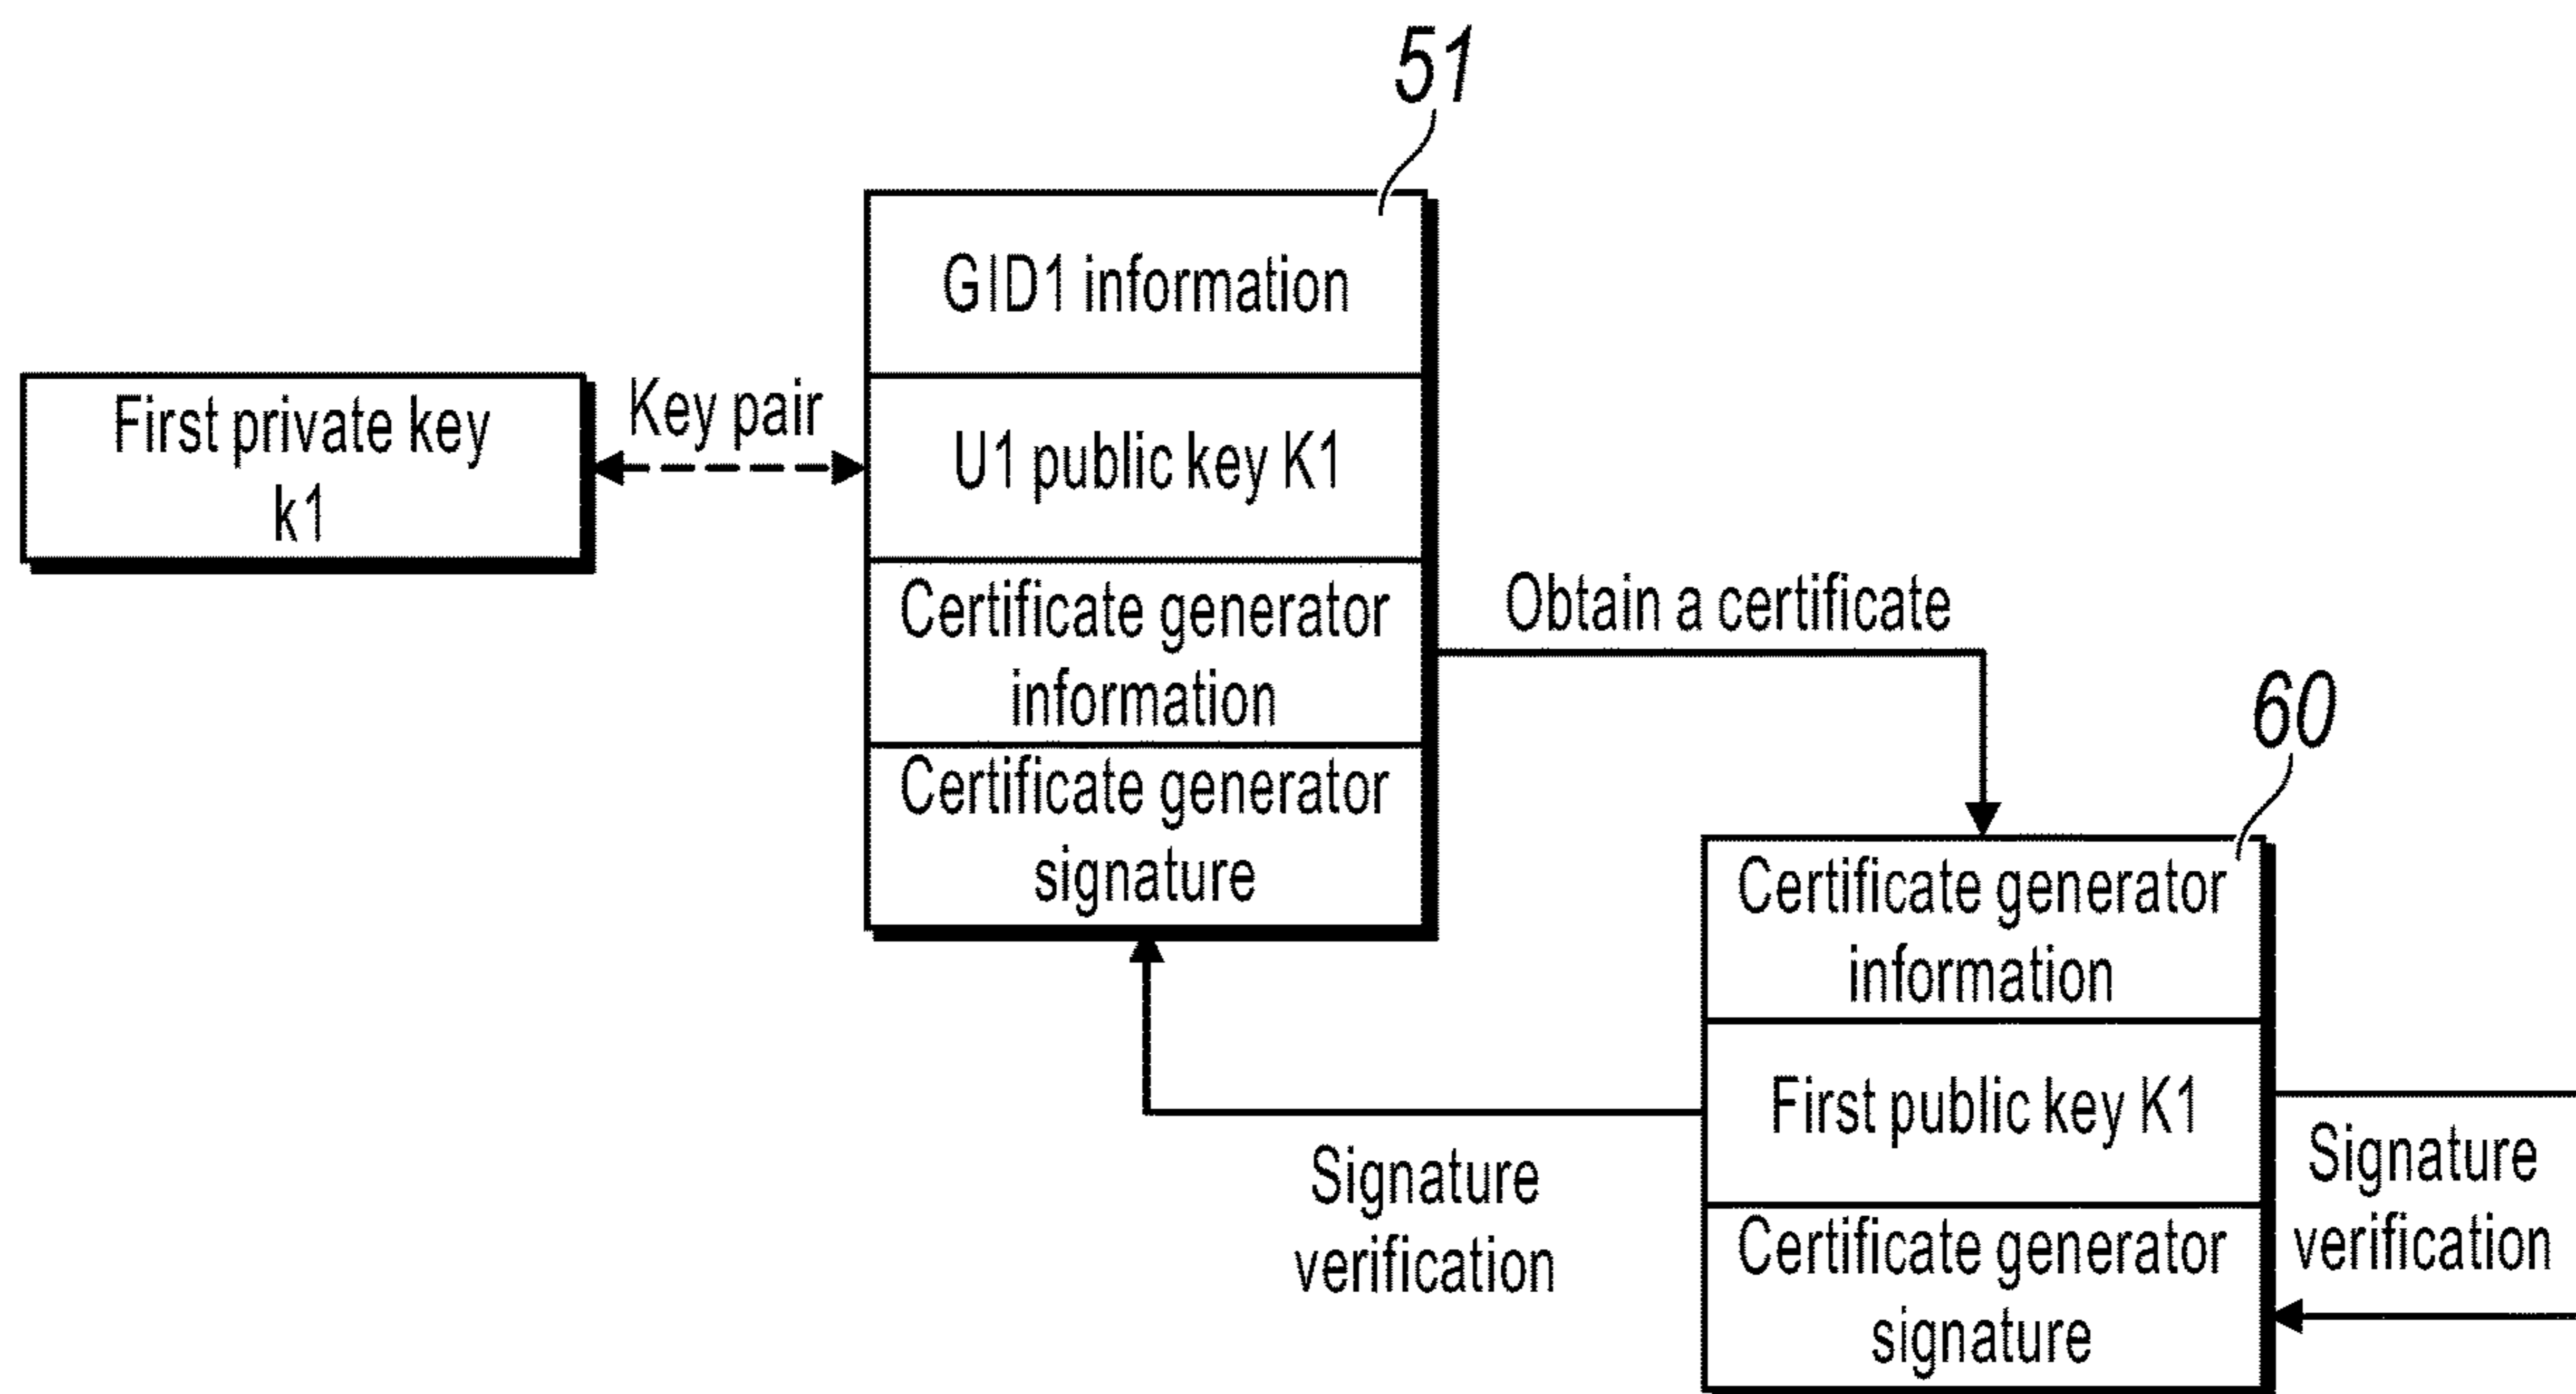 51
GID1 information
First private key
k1
Key pair
U1 public key K1
Certificate generator
information
Certificate generator
signature
Obtain a certificate
60
Certificate generator
information
First public key K1
Certificate generator
signature
Signature
verification
Signature
verification